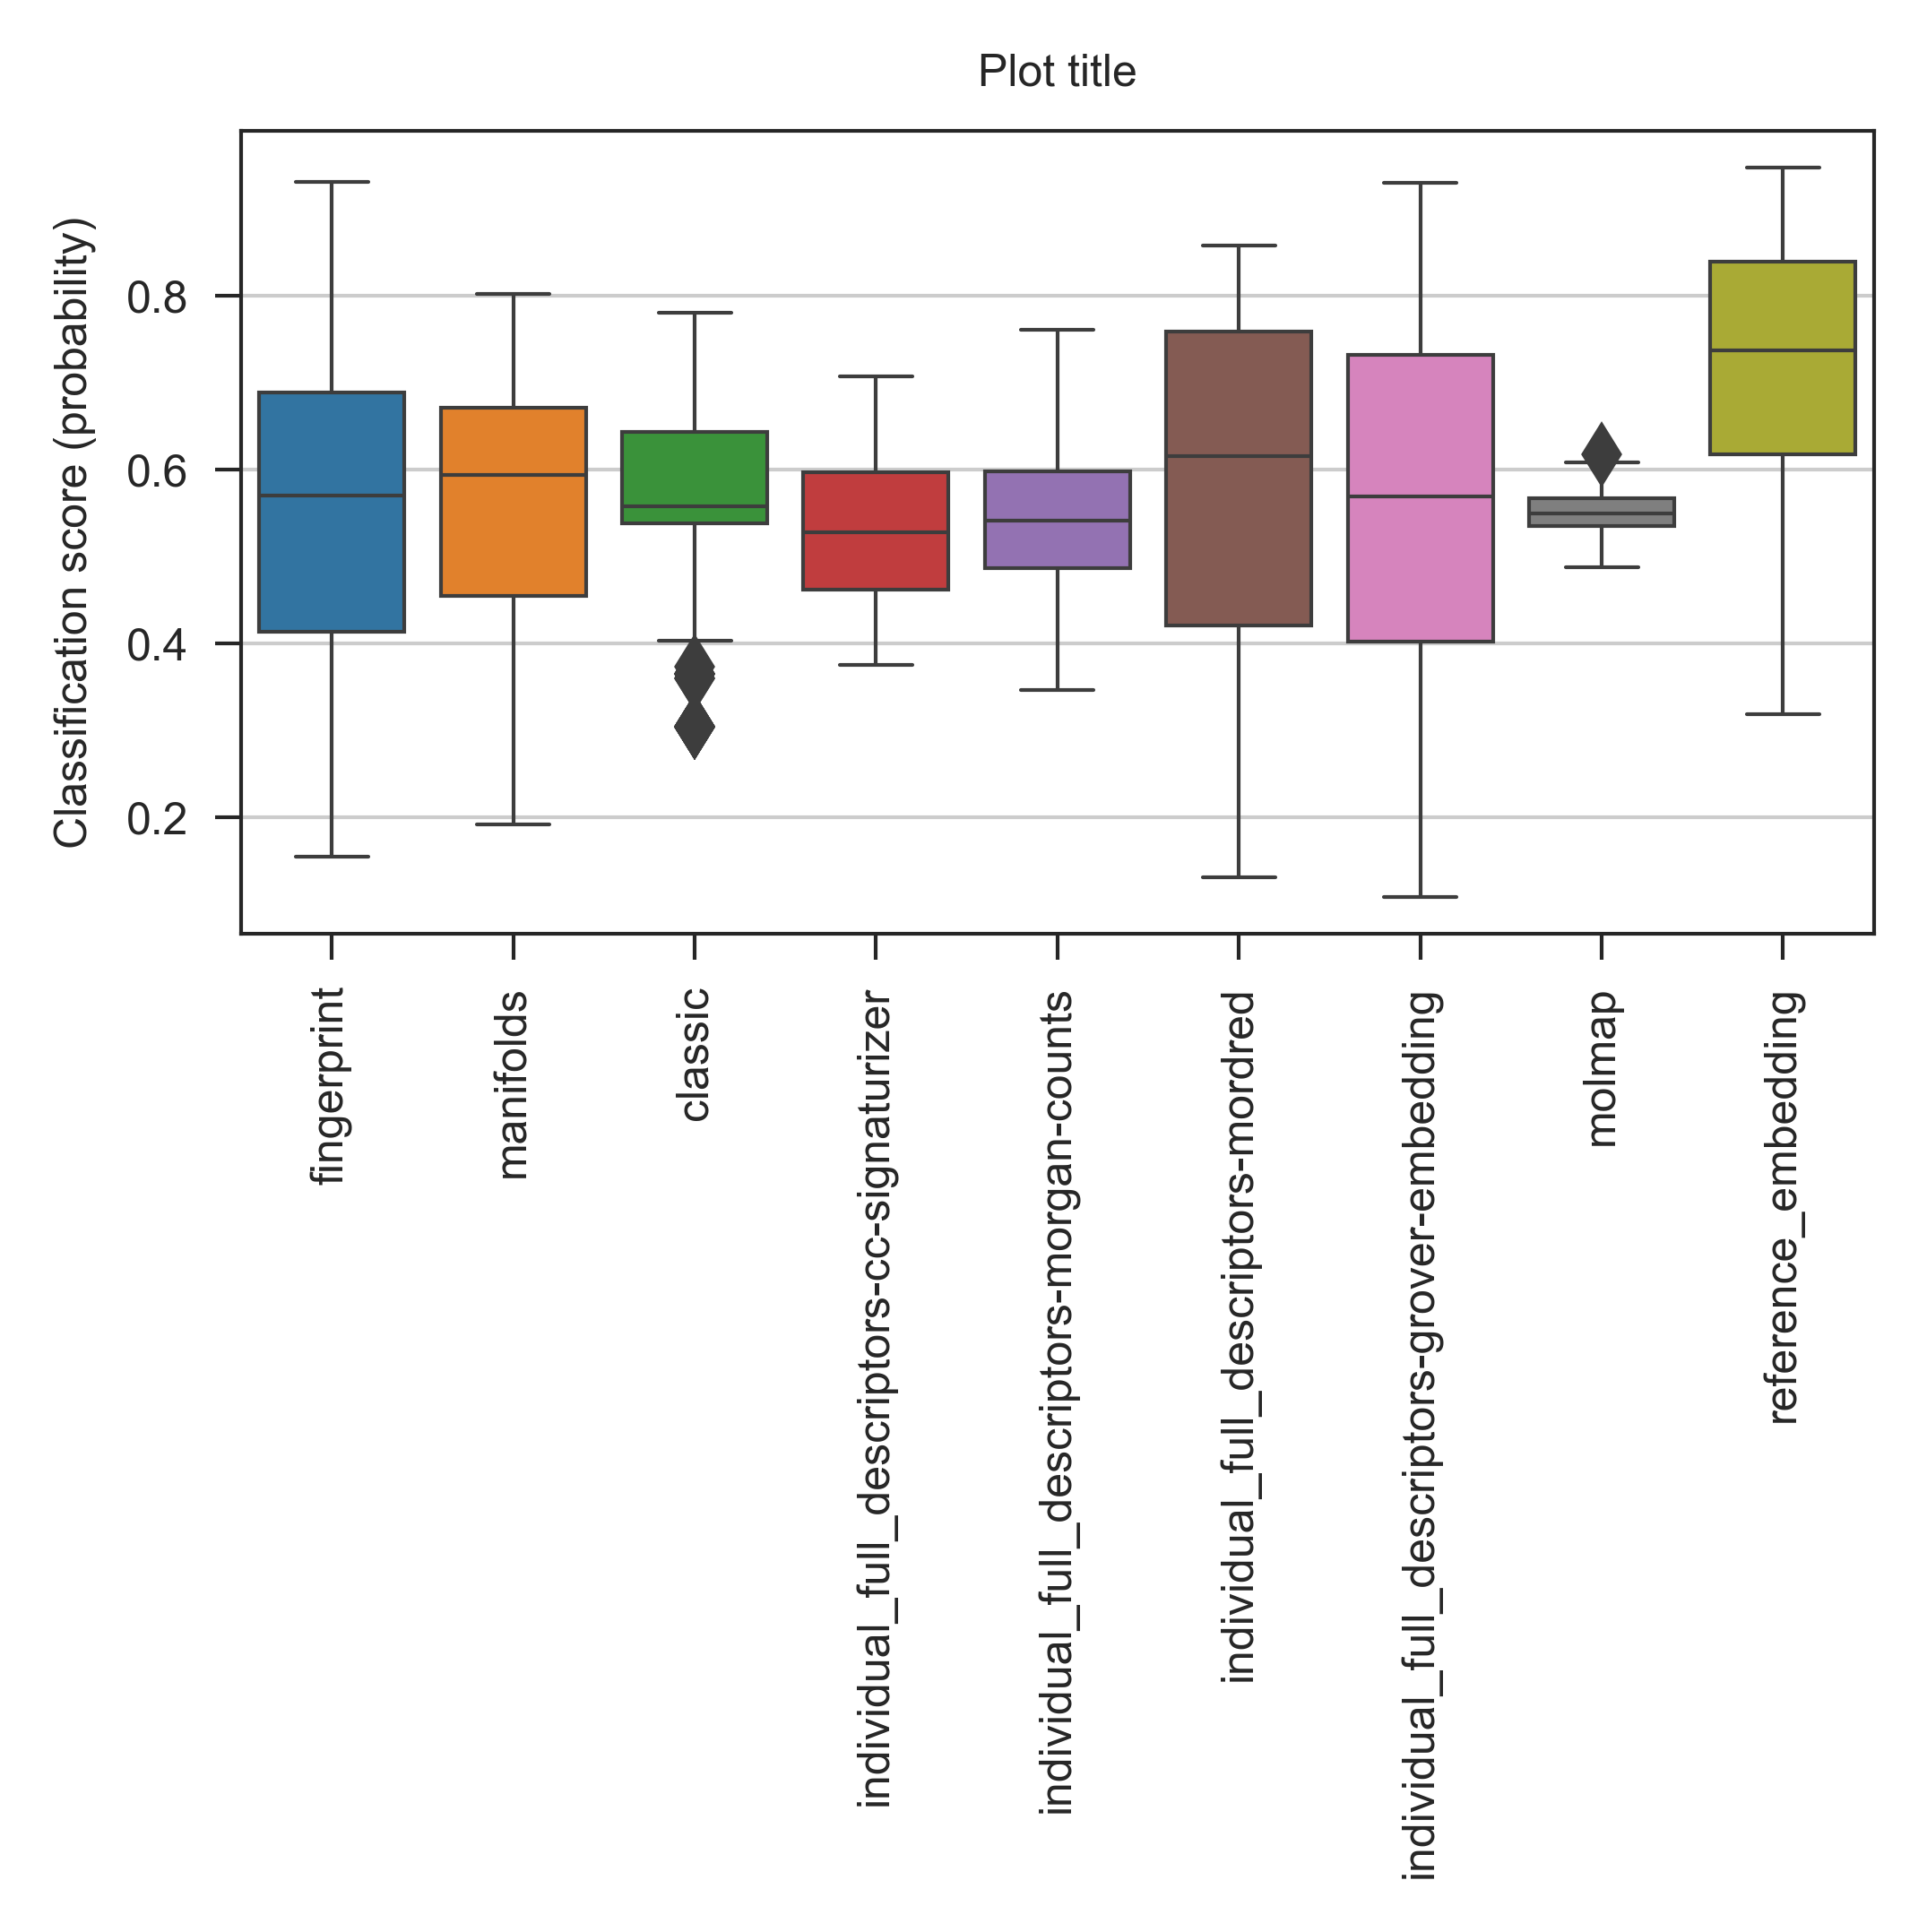 Plot title
Classification score (probability)
0.8
0.6
0.4
0.2
fingerprint
manifolds
classic
individual_full_descriptors-cc-signaturizer
individual_full_descriptors-morgan-counts
individual_full_descriptors-mordred
individual_full_descriptors-grover-embedding
molmap
reference_embedding